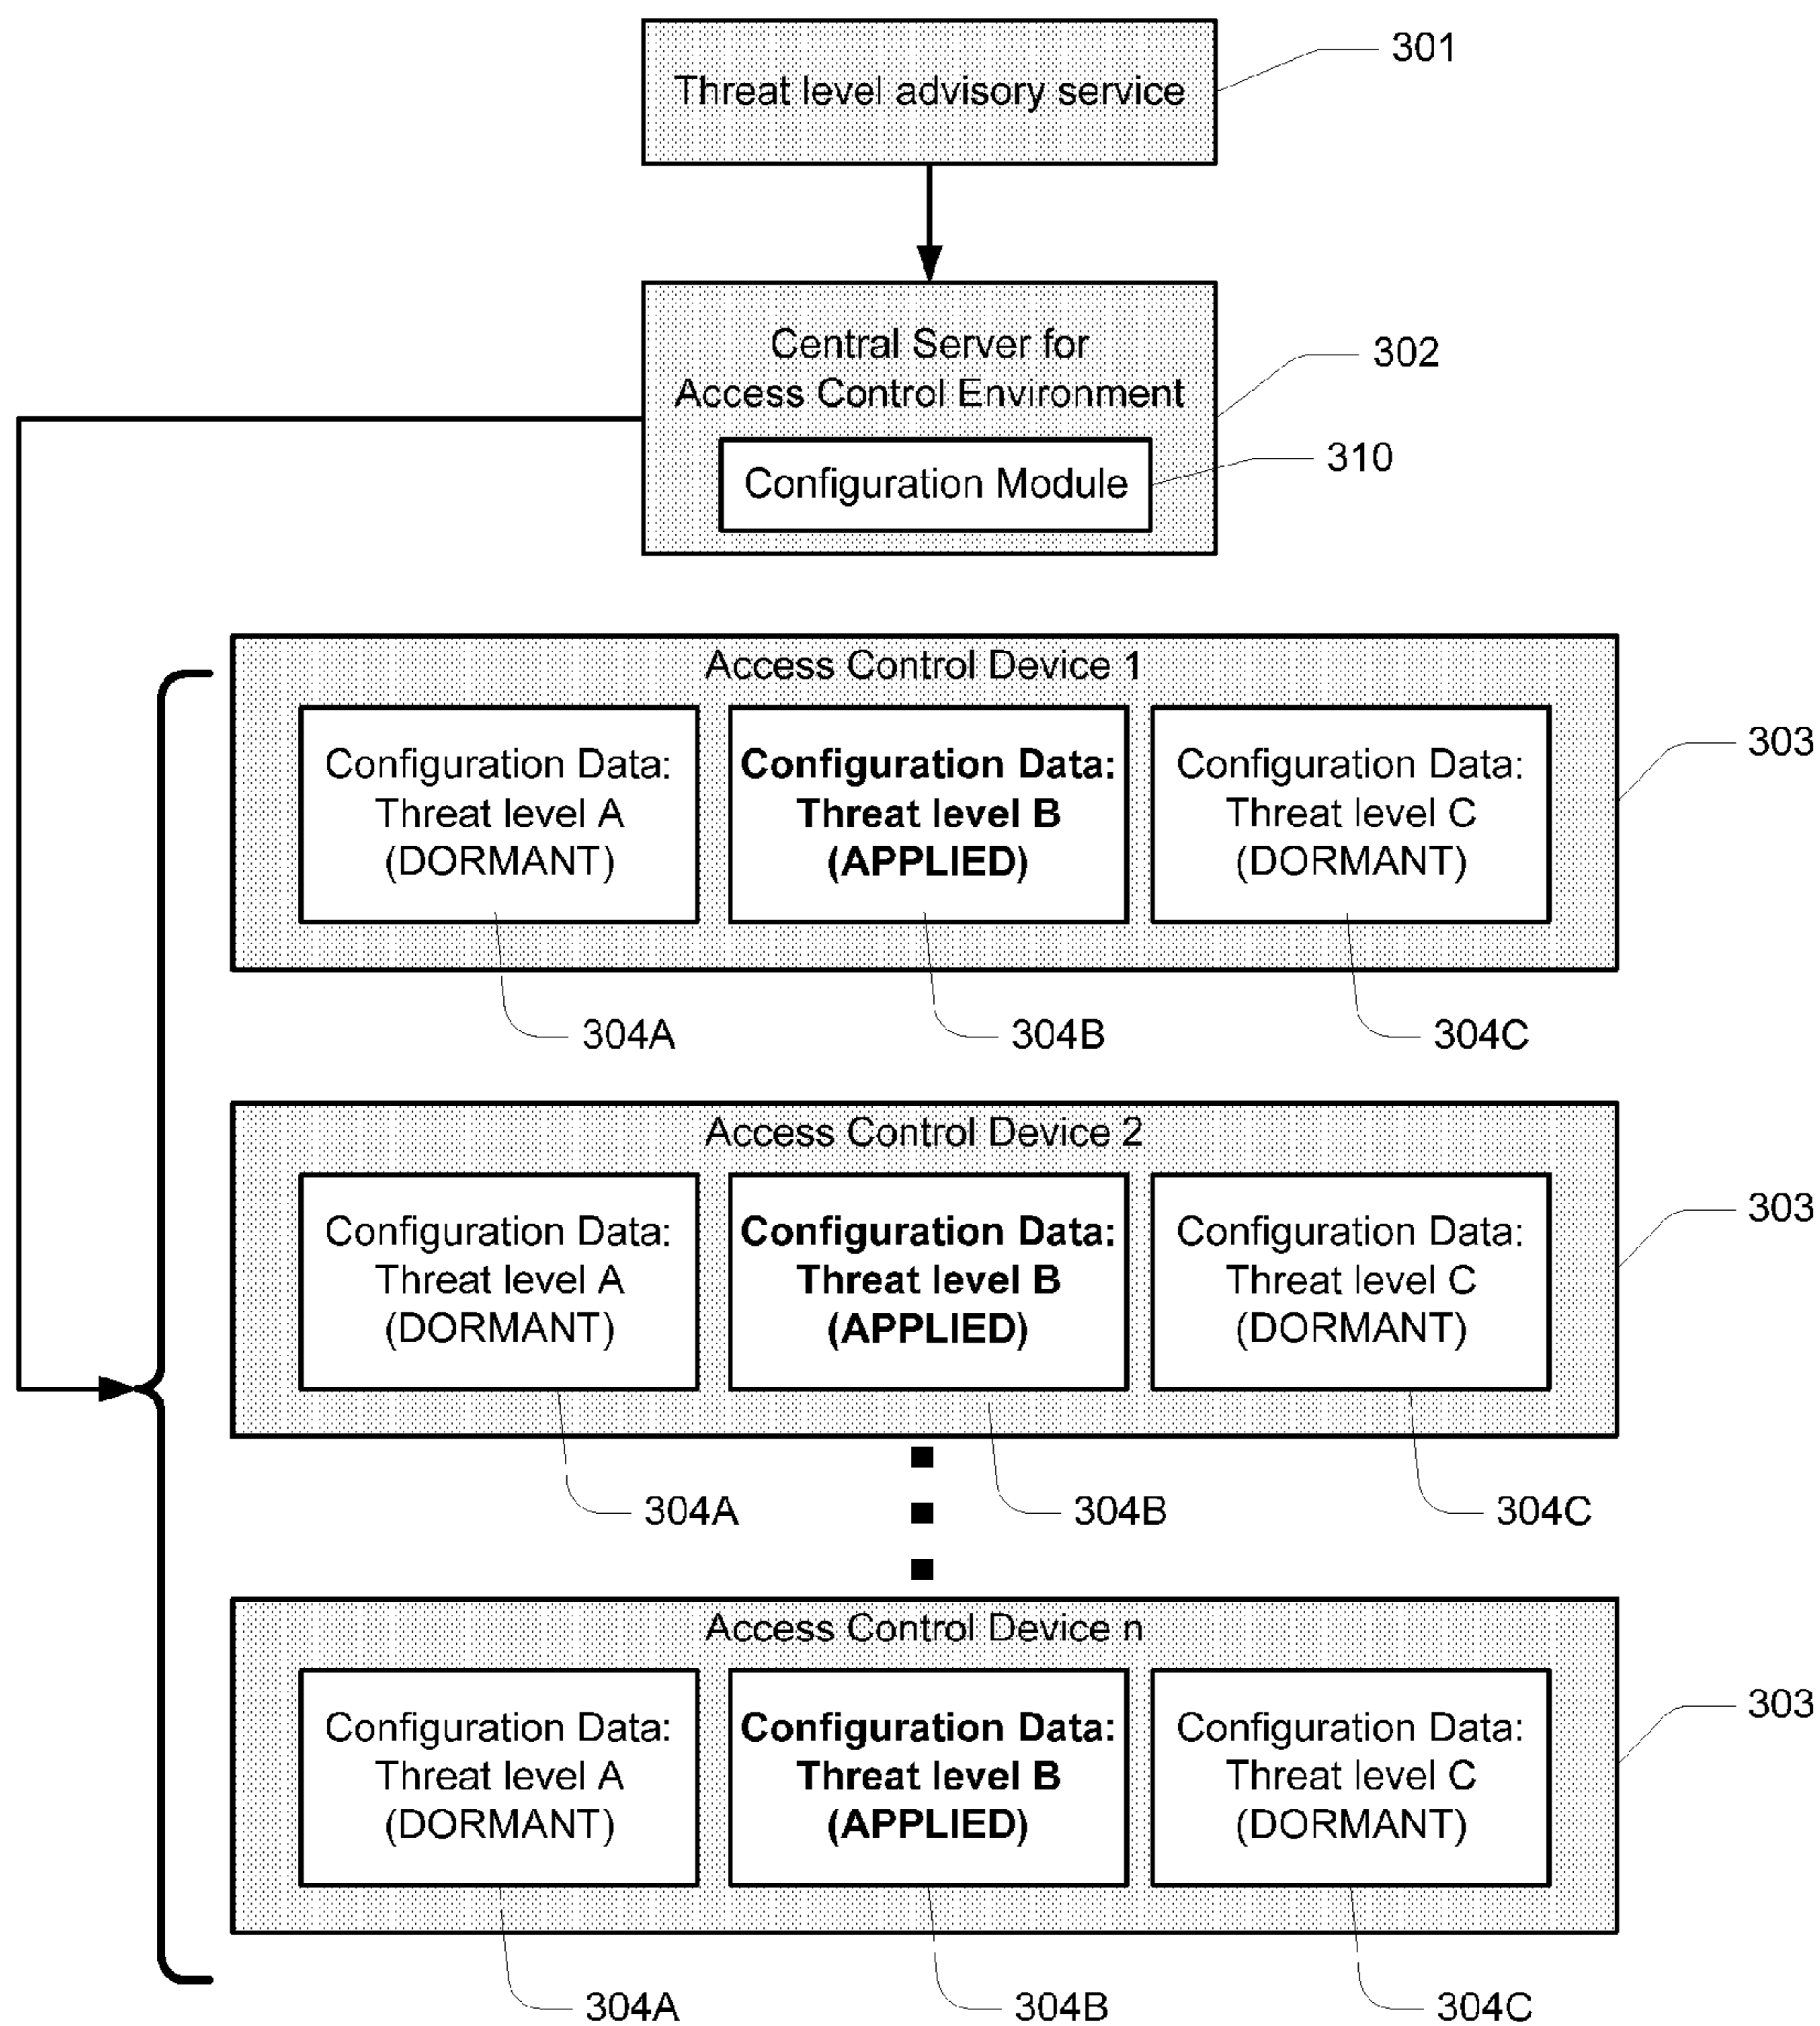 Threat level advisory service
301
Central Server for
Access Control Environment
302
Configuration Module
310
Access Control Device 1
Configuration Data:
Threat level A
(DORMANT)
Configuration Data:
Threat level B
(APPLIED)
Configuration Data:
Threat level C
(DORMANT)
303
304A
304B
304C
Access Control Device 2
Configuration Data:
Threat level A
(DORMANT)
Configuration Data:
Threat level B
(APPLIED)
Configuration Data:
Threat level C
(DORMANT)
303
304A
304B
304C
Access Control Device n
Configuration Data:
Threat level A
(DORMANT)
Configuration Data:
Threat level B
(APPLIED)
Configuration Data:
Threat level C
(DORMANT)
303
304A
304B
304C